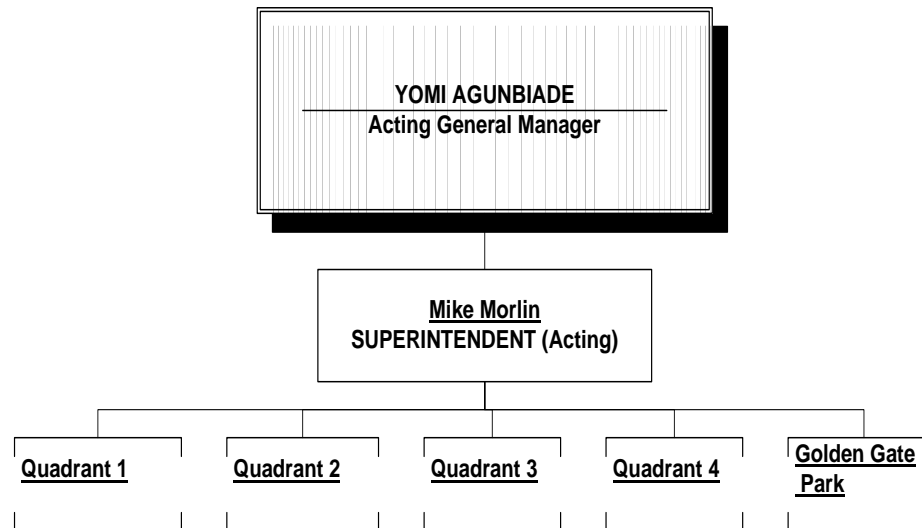 YOMI AGUNBIADE
Acting General Manager
Mike Morlin
SUPERINTENDENT (Acting)
Quadrant 1
Quadrant 2
Quadrant 3
Quadrant 4
Golden Gate
Park